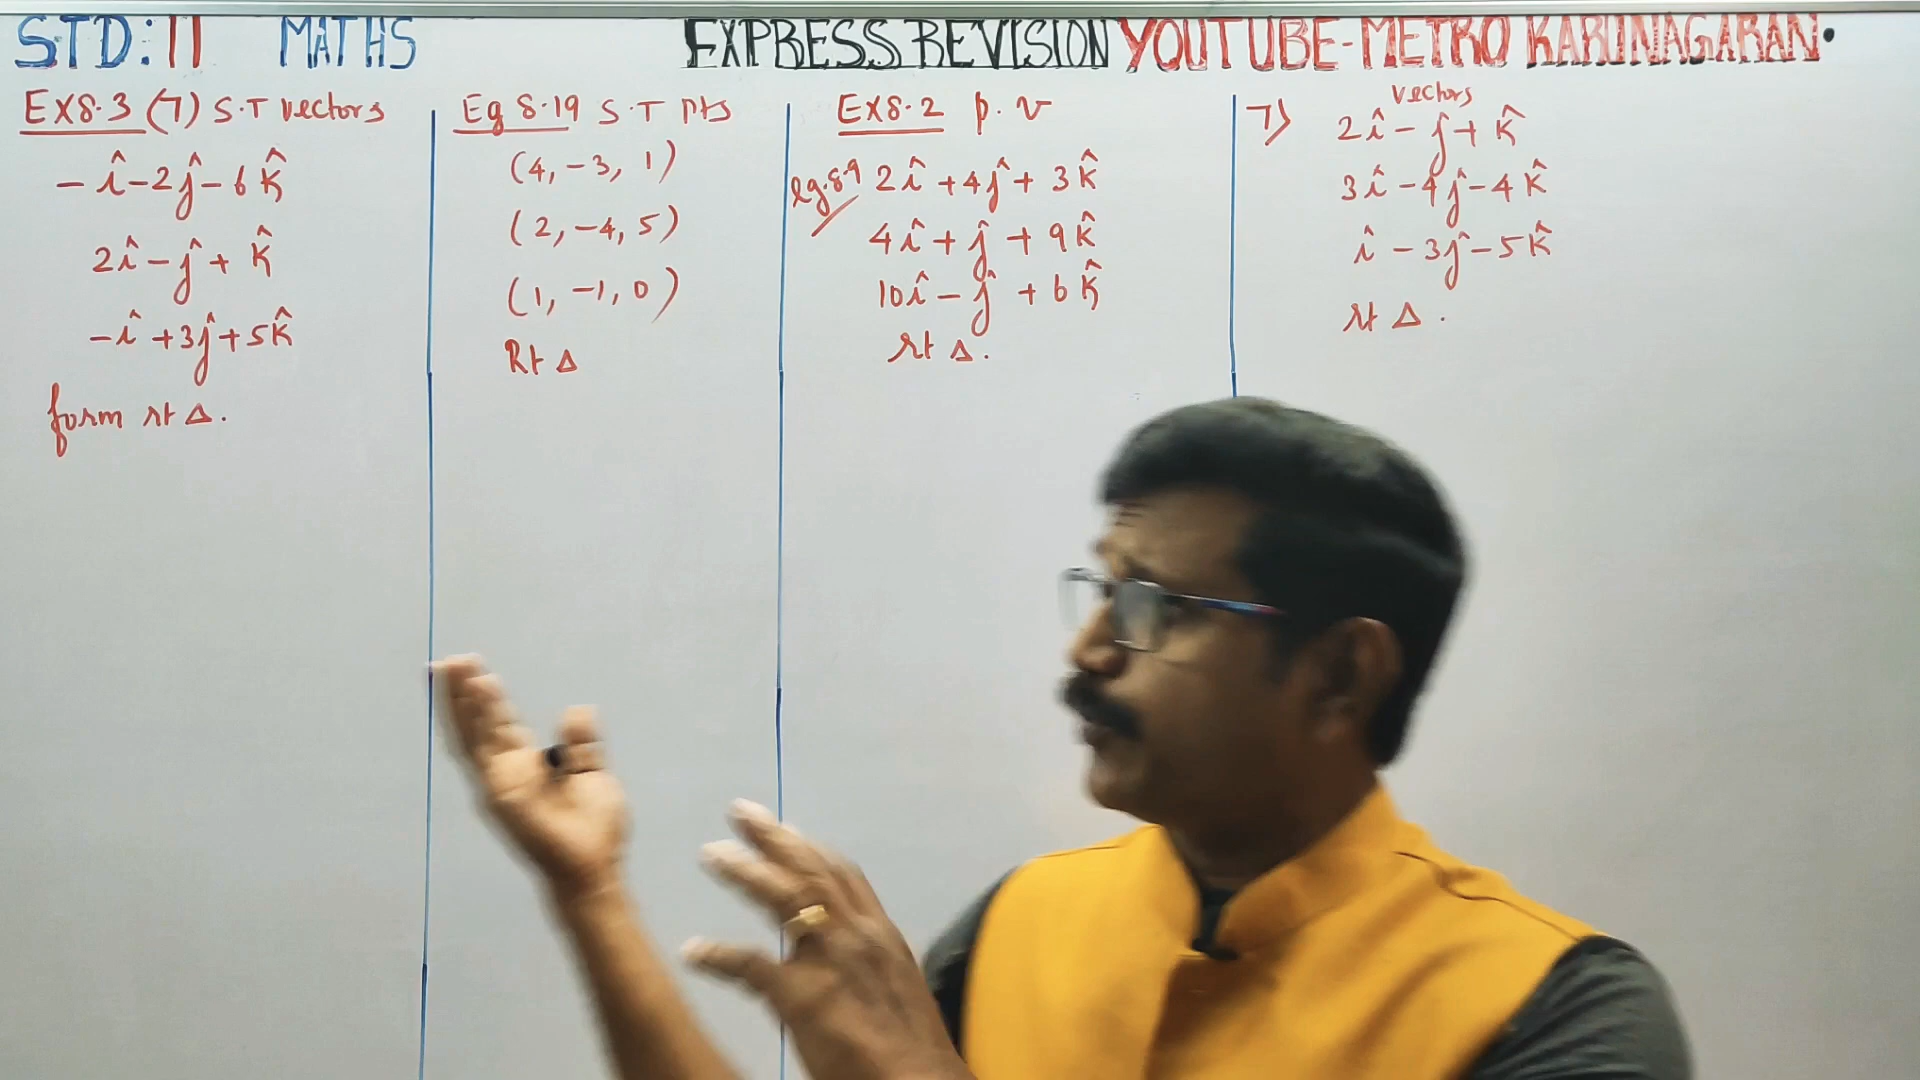 STD: 11 MATHS EXPRESS REVISION YOUTUBE-METRO KARUNAGARAN.
Ex 8.3 (7) S.T vectors
-î-2ĵ-6k̂
2î-ĵ+k̂
-î+3ĵ+5k̂
form rt Δ.
Eg 8.19 S.T pts
(4, -3, 1)
(2, -4, 5)
(1, -1, 0)
Rt Δ
Ex 8.2 p.v
eg.8.9 2î+4ĵ+3k̂
4î+ĵ+9k̂
10î-ĵ+6k̂
rt Δ.
7) vectors
2î-ĵ+k̂
3î-4ĵ-4k̂
î-3ĵ-5k̂
rt Δ.